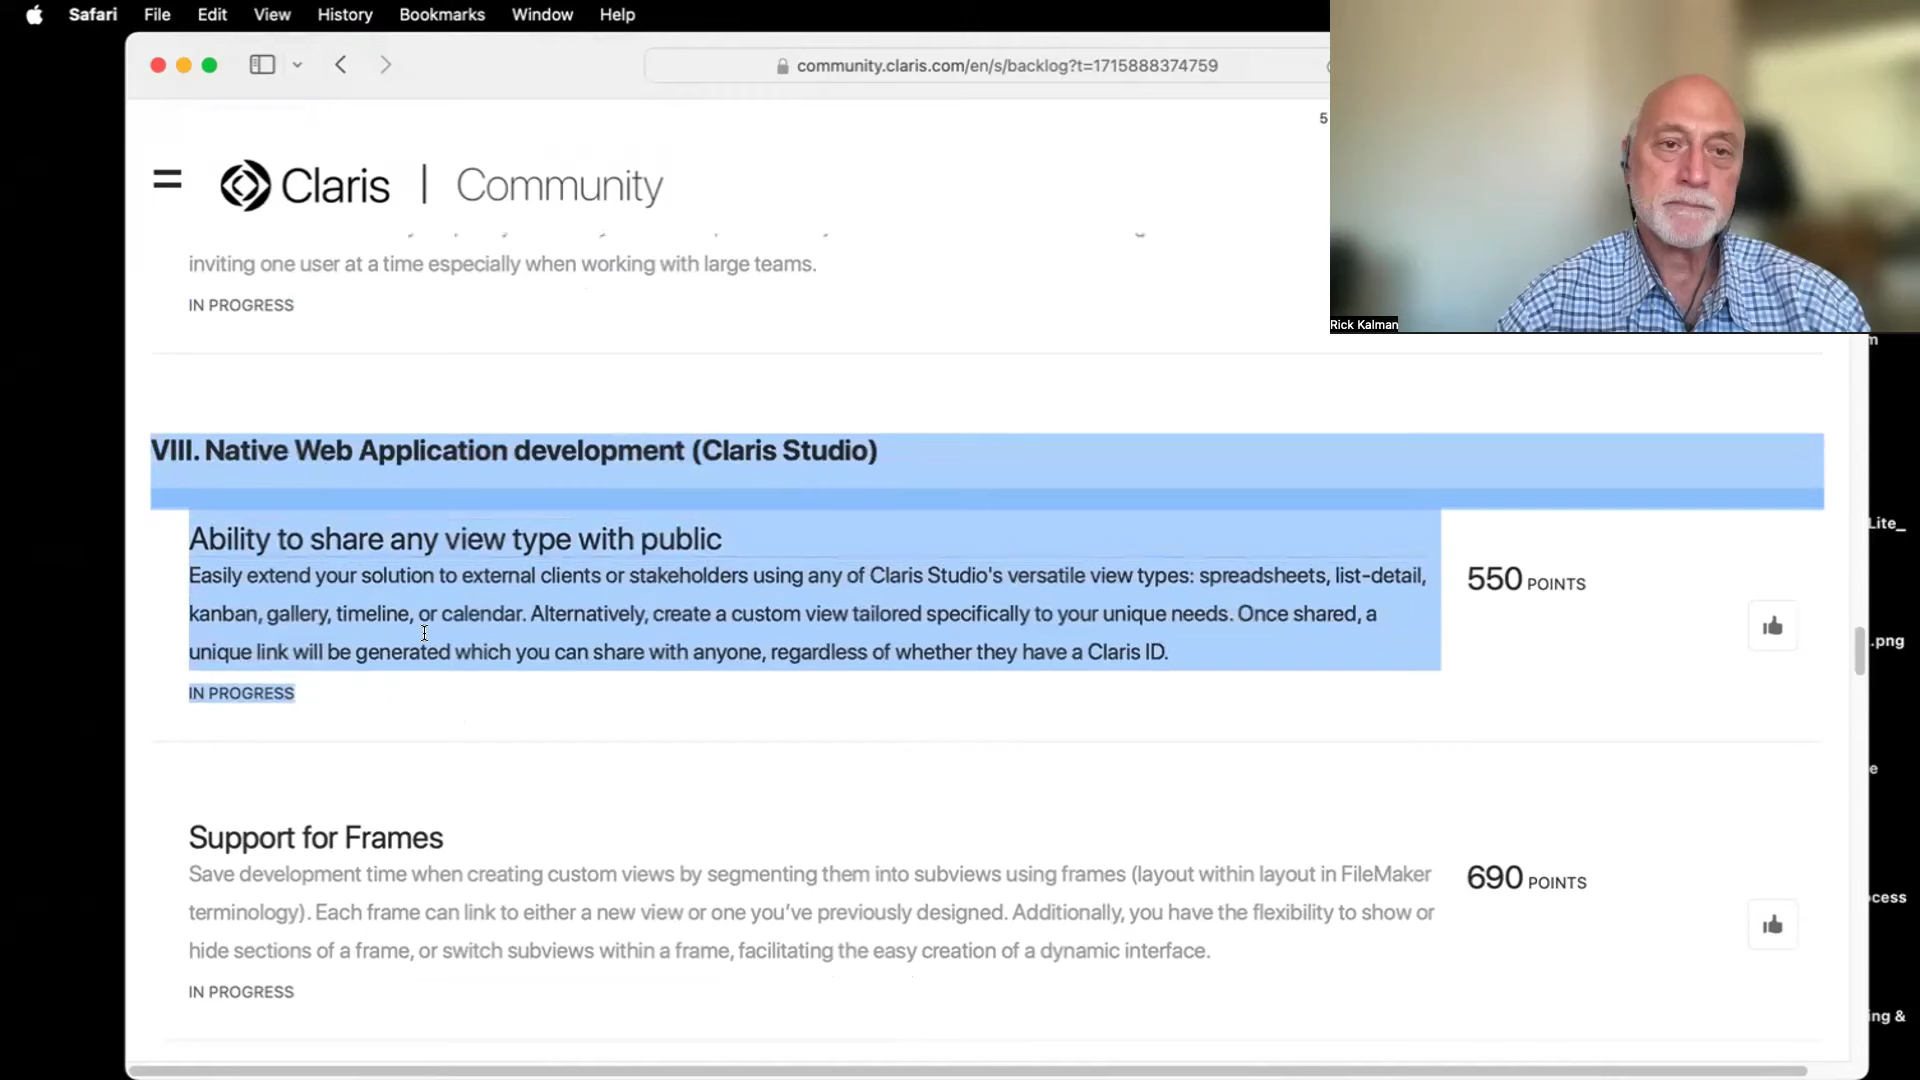 Safari File Edit View History Bookmarks Window Help
community.claris.com/en/s/backlog?t=1715888374759
5
Claris | Community
Rick Kalman
inviting one user at a time especially when working with large teams.
IN PROGRESS
VIII. Native Web Application development (Claris Studio)
Lite_
Ability to share any view type with public
Easily extend your solution to external clients or stakeholders using any of Claris Studio's versatile view types: spreadsheets, list-detail,
550 POINTS
kanban, gallery, timeline, or calendar. Alternatively, create a custom view tailored specifically to your unique needs. Once shared, a
unique link will be generated which you can share with anyone, regardless of whether they have a Claris ID.
.png
IN PROGRESS
Support for Frames
Save development time when creating custom views by segmenting them into subviews using frames (layout within layout in FileMaker
690 POINTS
terminology). Each frame can link to either a new view or one you’ve previously designed. Additionally, you have the flexibility to show or
hide sections of a frame, or switch subviews within a frame, facilitating the easy creation of a dynamic interface.
IN PROGRESS
ing &